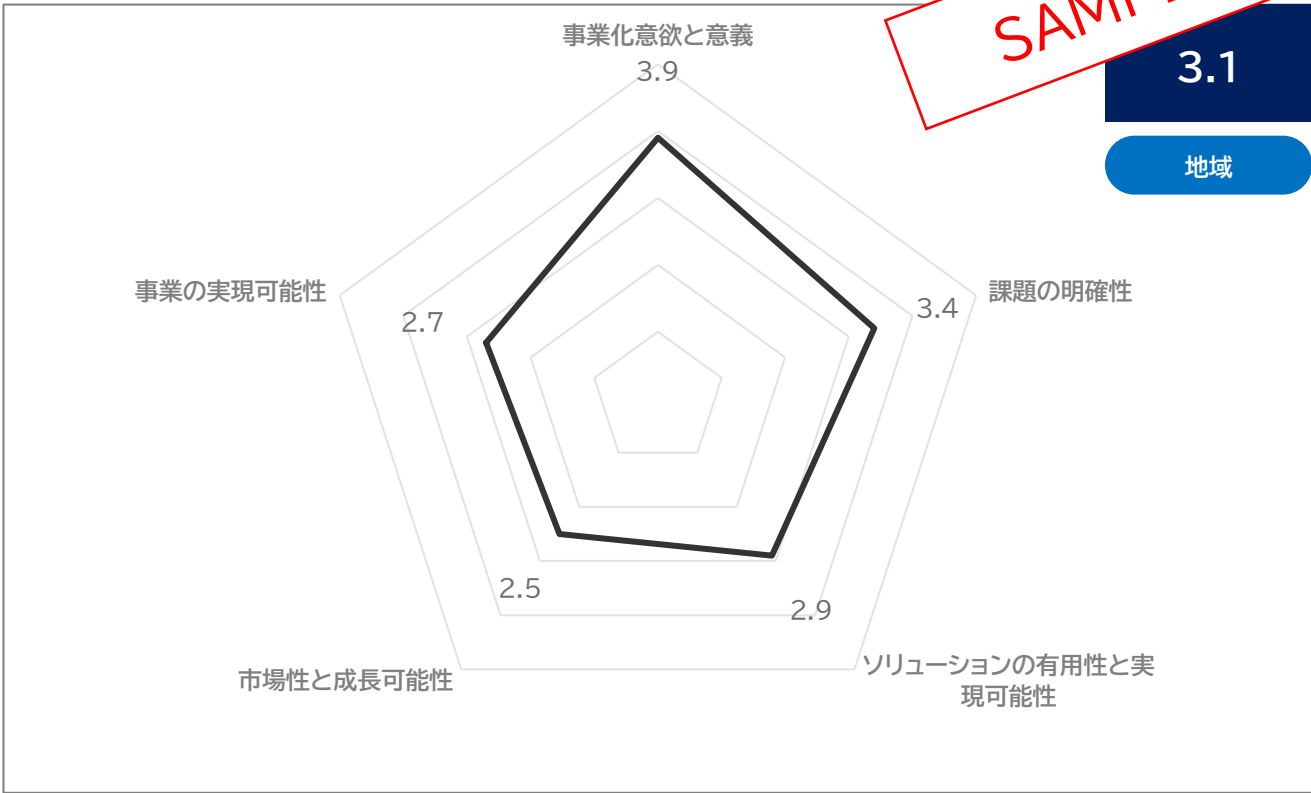 事業化意欲と意義
3.9
3.1
地域
課題の明確性
3.4
事業の実現可能性
2.7
2.5
2.9
市場性と成長可能性
ソリューションの有用性と実
現可能性